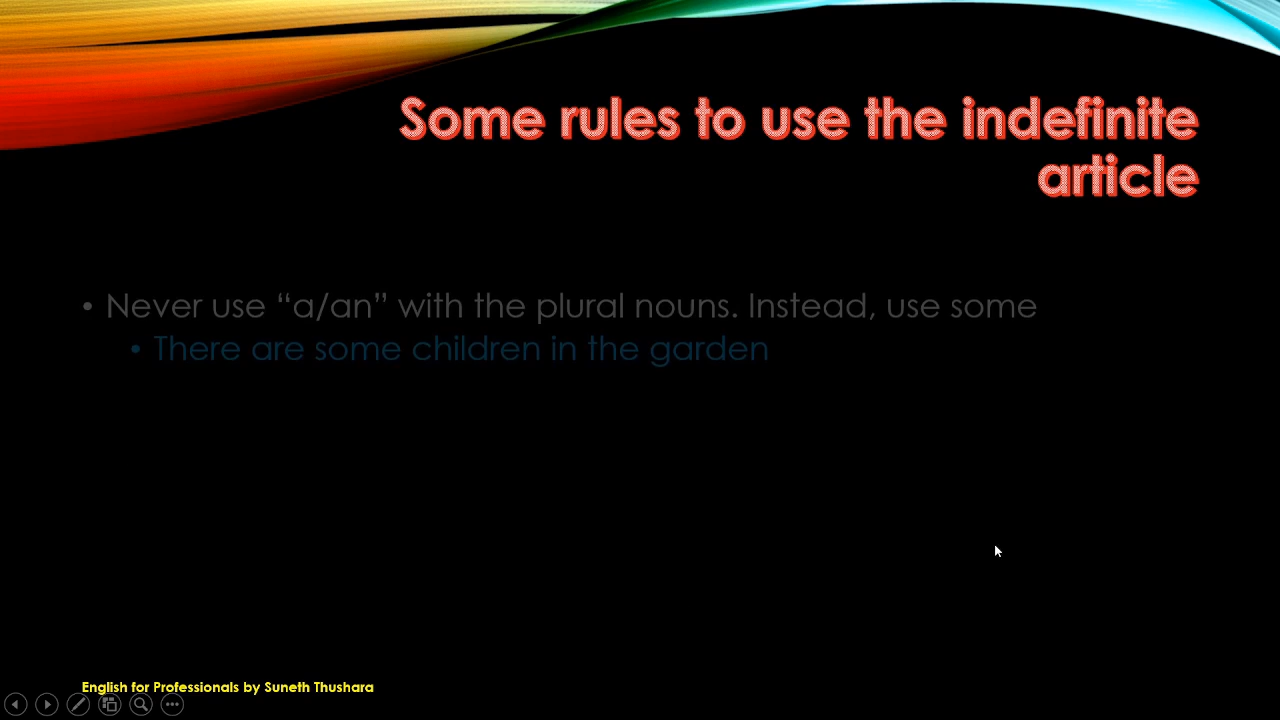 Some rules to use the indefinite
article
• Never use “a/an” with the plural nouns. Instead, use some
• There are some children in the garden
English for Professionals by Suneth Thushara